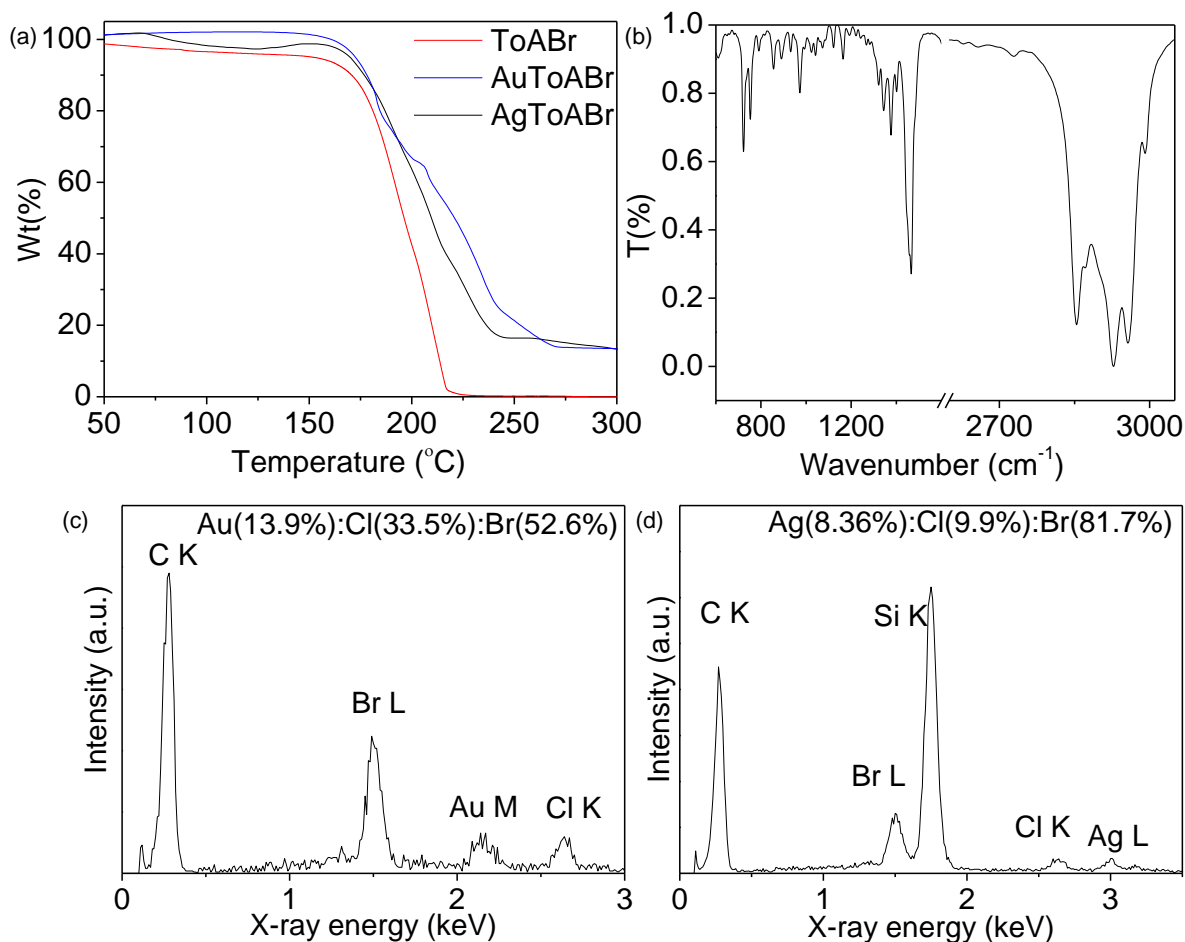 (a)
ToABr
AuToABr
AgToABr
100
80
60
40
20
0
Wt(%)
50
100
150
200
250
300
Temperature (°C)
(b)
1.0
0.8
0.6
0.4
0.2
0.0
T(%)
800
1200
2700
3000
Wavenumber (cm-1)
(c)
Au(13.9%):Cl(33.5%):Br(52.6%)
C K
Br L
Au M
Cl K
Intensity (a.u.)
0
1
2
3
X-ray energy (keV)
(d)
Ag(8.36%):Cl(9.9%):Br(81.7%)
C K
Si K
Br L
Cl K
Ag L
Intensity (a.u.)
0
1
2
3
X-ray energy (keV)